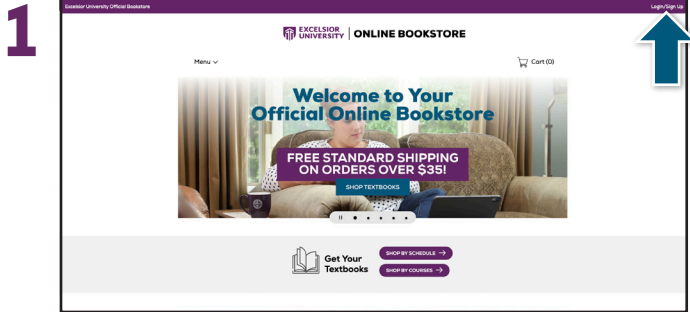 1
Excelsior University Official Bookstore
Login/Sign Up
EXCELSIOR
UNIVERSITY
ONLINE BOOKSTORE
Menu
Cart (0)
Welcome to Your
Official Online Bookstore
FREE STANDARD SHIPPING
ON ORDERS OVER $35!
SHOP TEXTBOOKS
Get Your
Textbooks
SHOP BY SCHEDULE →
SHOP BY COURSES →